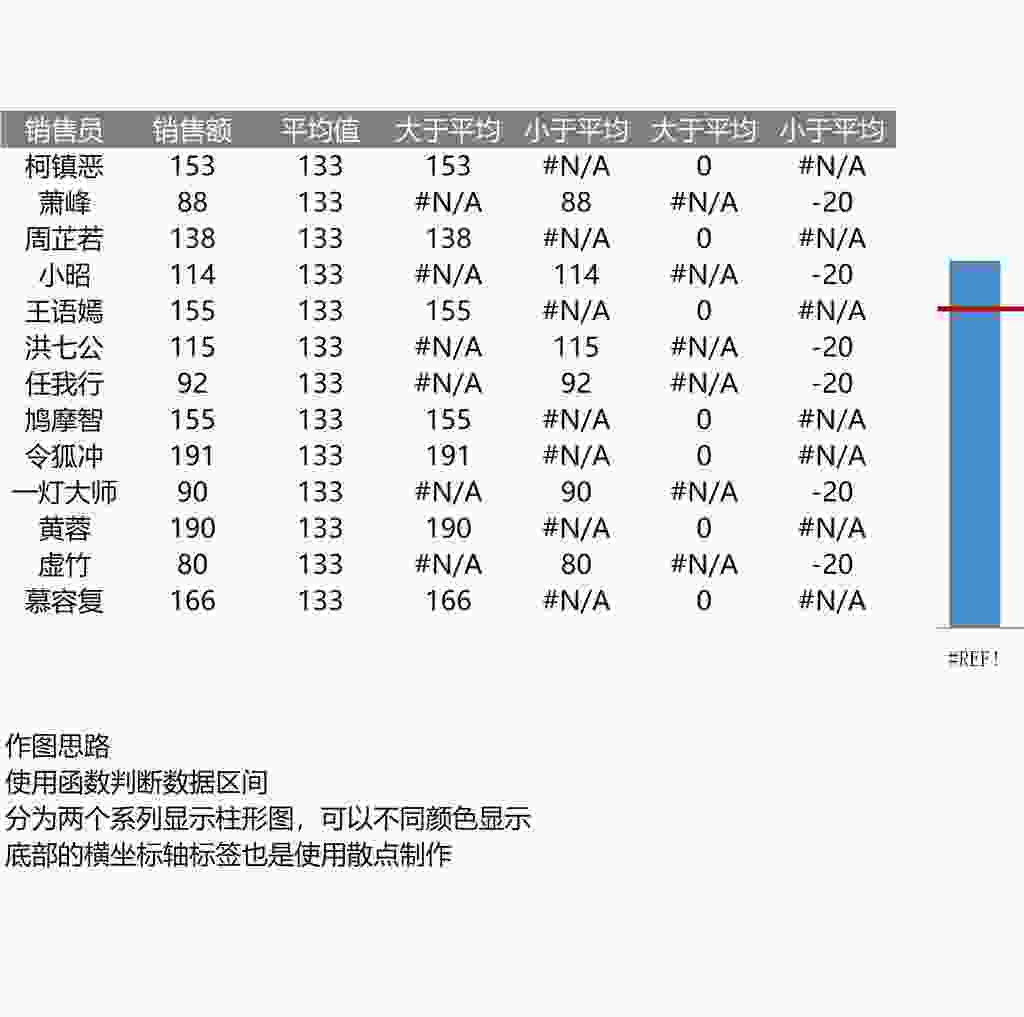 销售员 销售额 平均值 大于平均 小于平均 大于平均 小于平均
柯镇恶 153 133 153 #N/A 0 #N/A
萧峰 88 133 #N/A 88 #N/A -20
周芷若 138 133 138 #N/A 0 #N/A
小昭 114 133 #N/A 114 #N/A -20
王语嫣 155 133 155 #N/A 0 #N/A
洪七公 115 133 #N/A 115 #N/A -20
任我行 92 133 #N/A 92 #N/A -20
鸠摩智 155 133 155 #N/A 0 #N/A
令狐冲 191 133 191 #N/A 0 #N/A
一灯大师 90 133 #N/A 90 #N/A -20
黄蓉 190 133 190 #N/A 0 #N/A
虚竹 80 133 #N/A 80 #N/A -20
慕容复 166 133 166 #N/A 0 #N/A
#REF!
作图思路
使用函数判断数据区间
分为两个系列显示柱形图，可以不同颜色显示
底部的横坐标轴标签也是使用散点制作